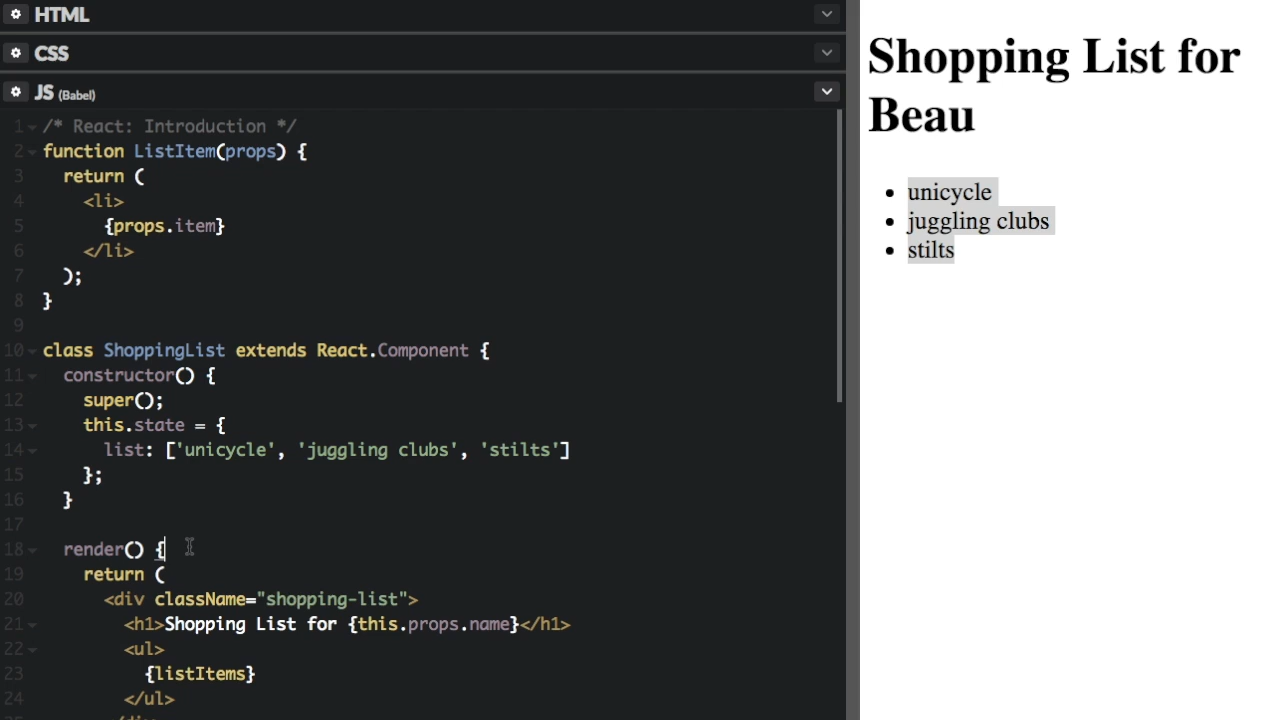 HTML
CSS
JS (Babel)
1 /* React: Introduction */
2 function ListItem(props) {
3 return (
4 <li>
5 {props.item}
6 </li>
7 );
8 }
9
10 class ShoppingList extends React.Component {
11 constructor() {
12 super();
13 this.state = {
14 list: ['unicycle', 'juggling clubs', 'stilts']
15 };
16 }
17
18 render() {
19 return (
20 <div className="shopping-list">
21 <h1>Shopping List for {this.props.name}</h1>
22 <ul>
23 {listItems}
24 </ul>
Shopping List for
Beau
unicycle
juggling clubs
stilts